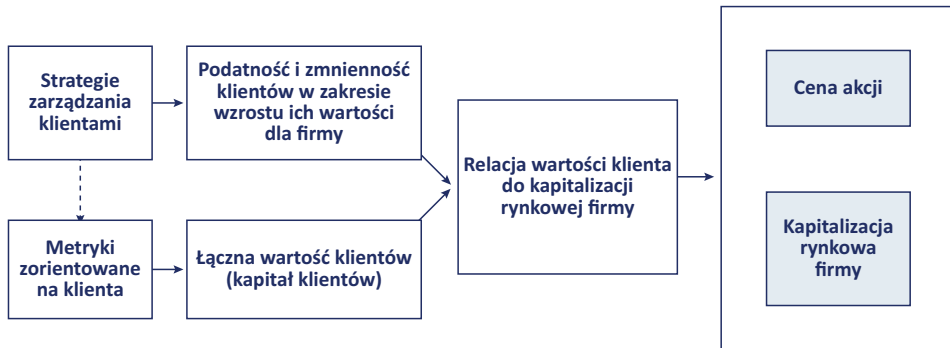 Strategie
zarządzania
klientami
Podatność i zmnienność
klientów w zakresie
wzrostu ich wartości
dla firmy
Metryki
zorientowane
na klienta
Łączna wartość klientów
(kapitał klientów)
Relacja wartości klienta
do kapitalizacji
rynkowej firmy
Cena akcji
Kapitalizacja
rynkowa
firmy